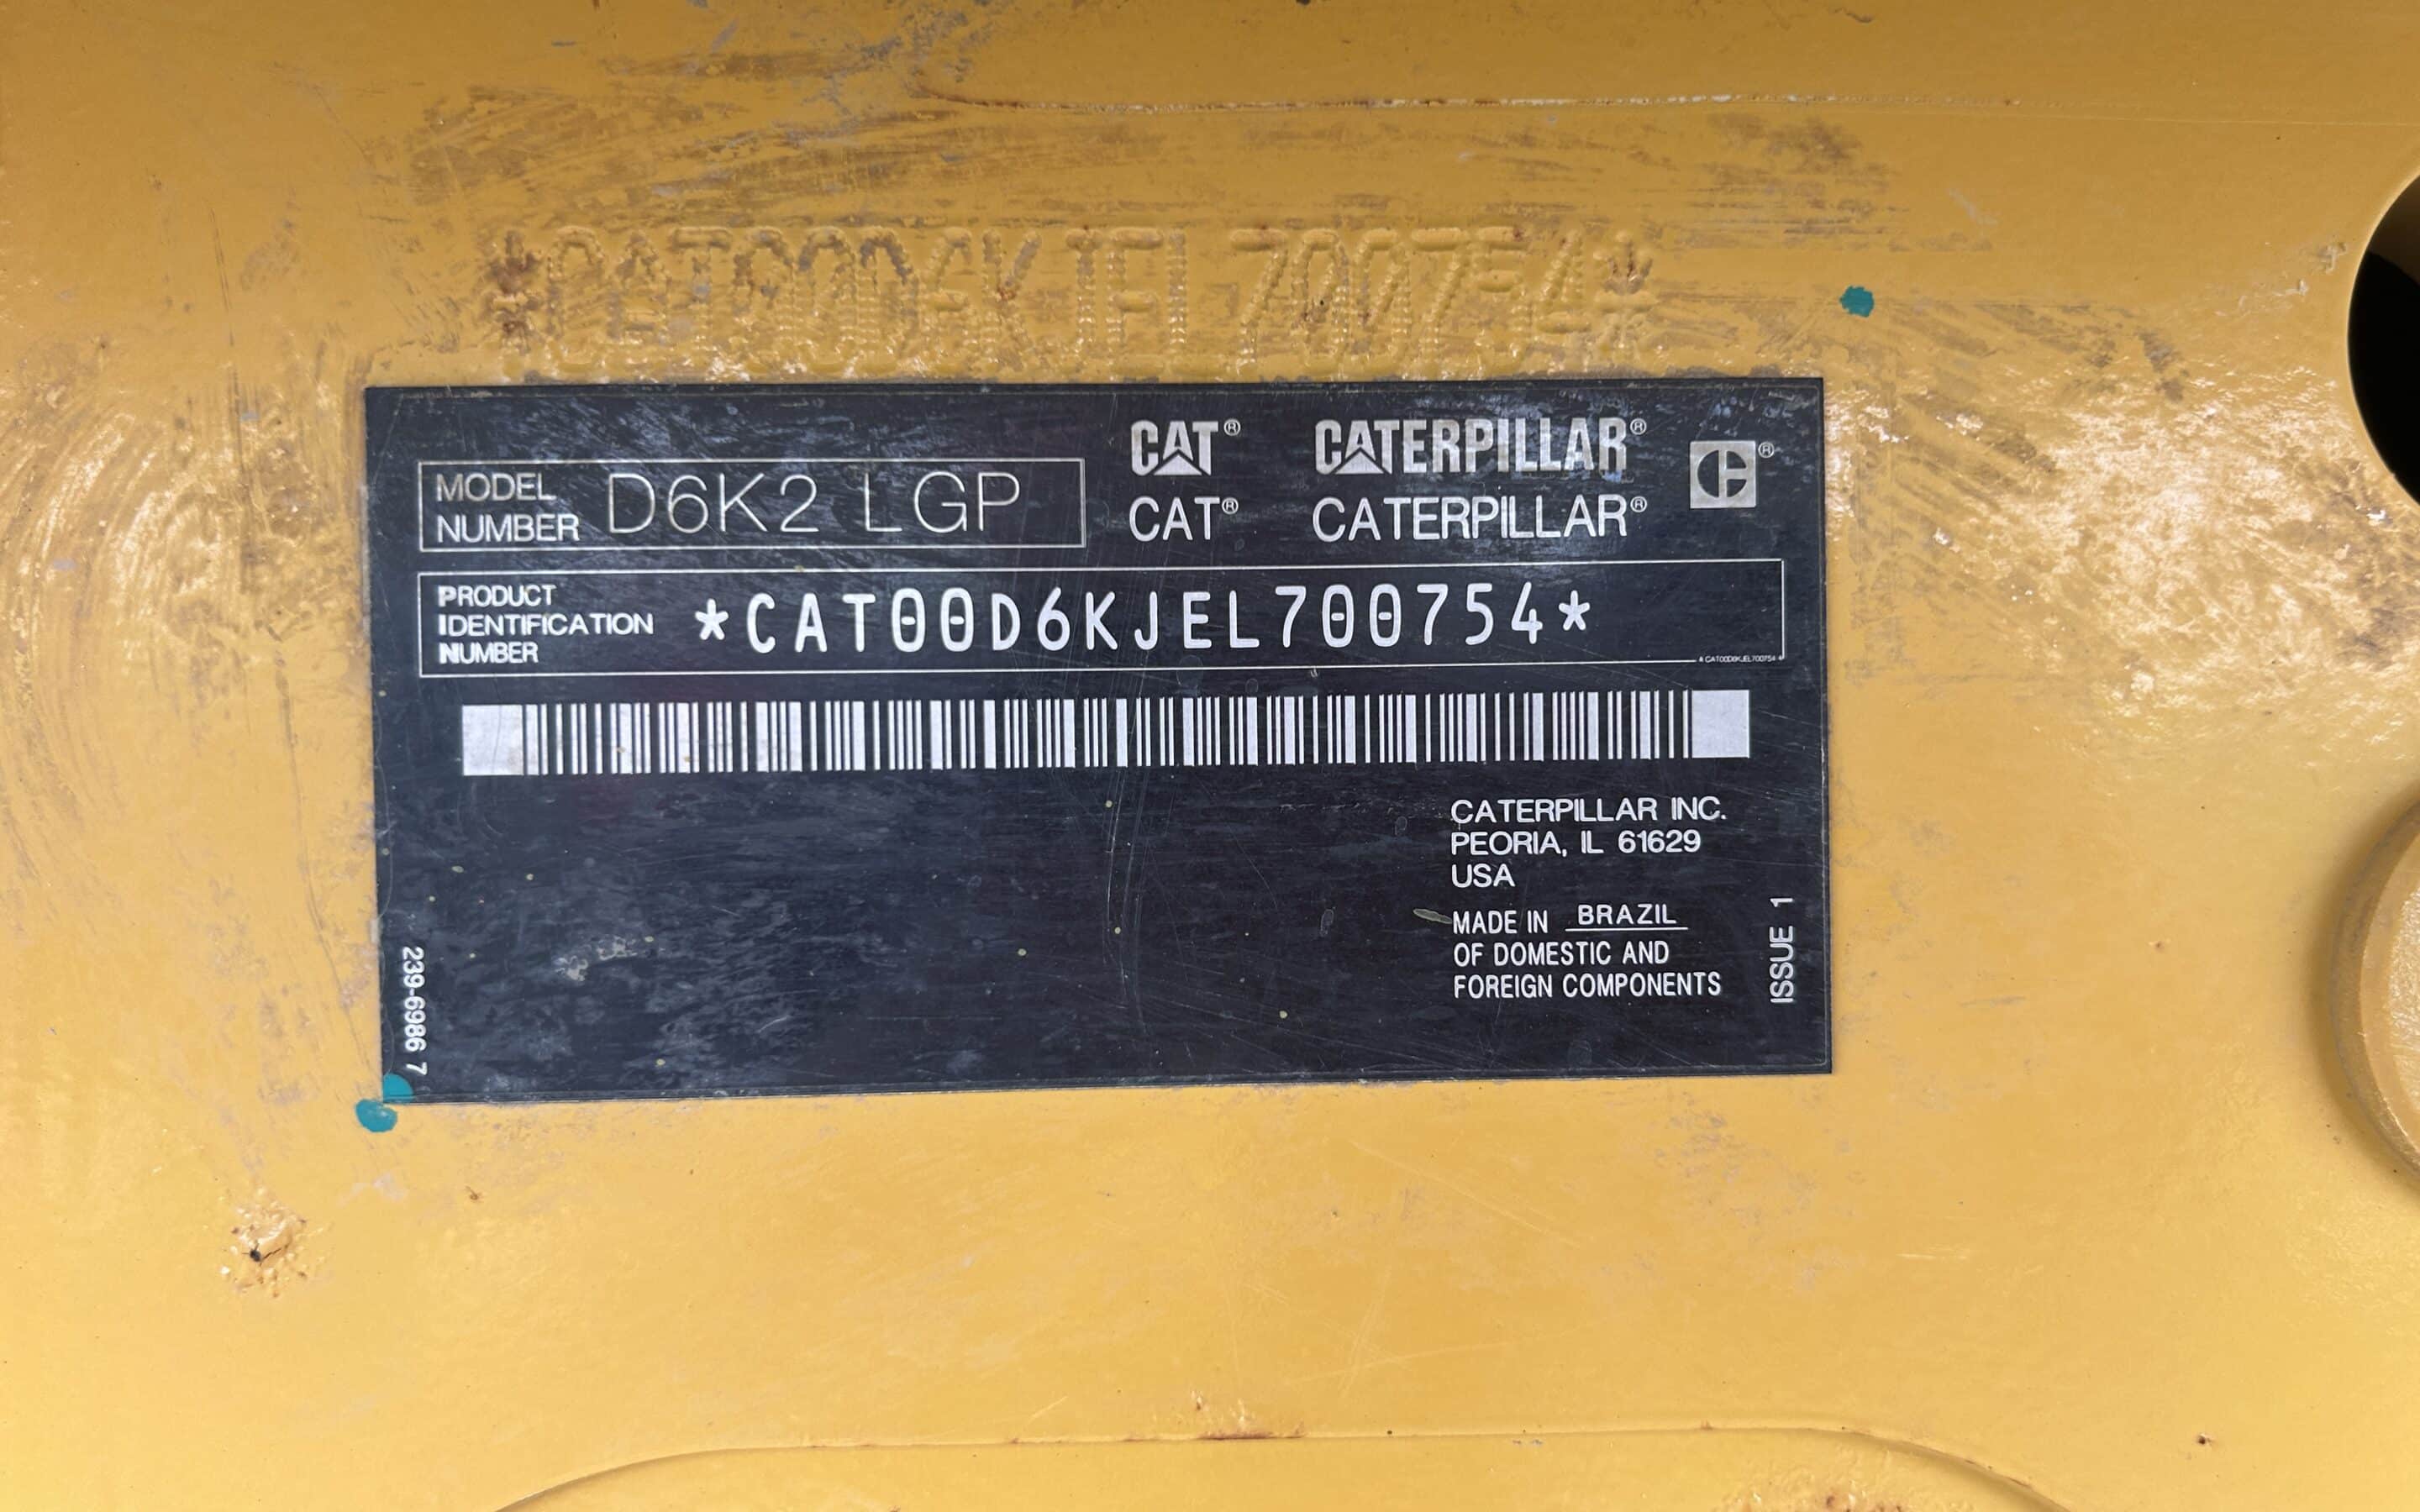 *CAT00D6KJEL700754*
CAT® CATERPILLAR® ®
MODEL NUMBER D6K2 LGP
CAT® CATERPILLAR®
PRODUCT IDENTIFICATION NUMBER *CAT00D6KJEL700754*
*CAT00D6KJEL700754*
CATERPILLAR INC.
PEORIA, IL 61629
USA
MADE IN BRAZIL
OF DOMESTIC AND
FOREIGN COMPONENTS
ISSUE 1
239-6986 7